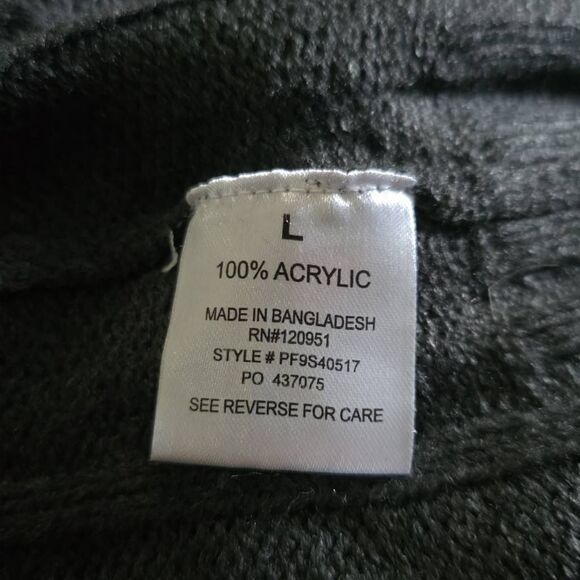 L
100% ACRYLIC
MADE IN BANGLADESH
RN#120951
STYLE # PF9S40517
PO 437075
SEE REVERSE FOR CARE